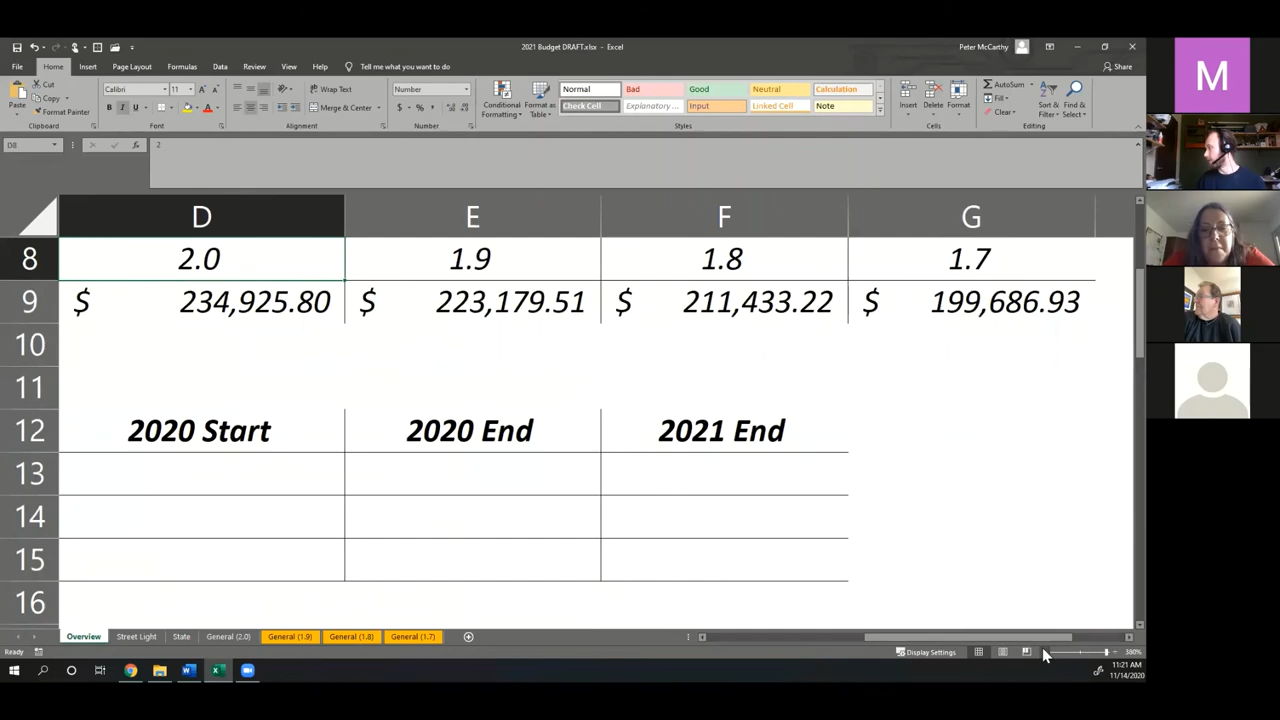 2021 Budget DRAFT.xlsx - Excel
Peter McCarthy
File Home Insert Page Layout Formulas Data Review View Help Tell me what you want to do Share
Paste Cut Copy Format Painter
Calibri 11 Wrap Text Merge & Center
Number
Conditional Formatting Format as Table
Normal Bad Good Neutral Calculation
Check Cell Explanatory ... Input Linked Cell Note
Insert Delete Format
AutoSum Fill Clear Sort & Filter Find & Select
Clipboard Font Alignment Number Styles Cells Editing
D8 fx 2
D E F G
8 2.0 1.9 1.8 1.7
9 $ 234,925.80 $ 223,179.51 $ 211,433.22 $ 199,686.93
10
11
12 2020 Start 2020 End 2021 End
13
14
15
16
Overview Street Light State General (2.0) General (1.9) General (1.8) General (1.7)
Ready Display Settings 380%
11:21 AM
11/14/2020
M